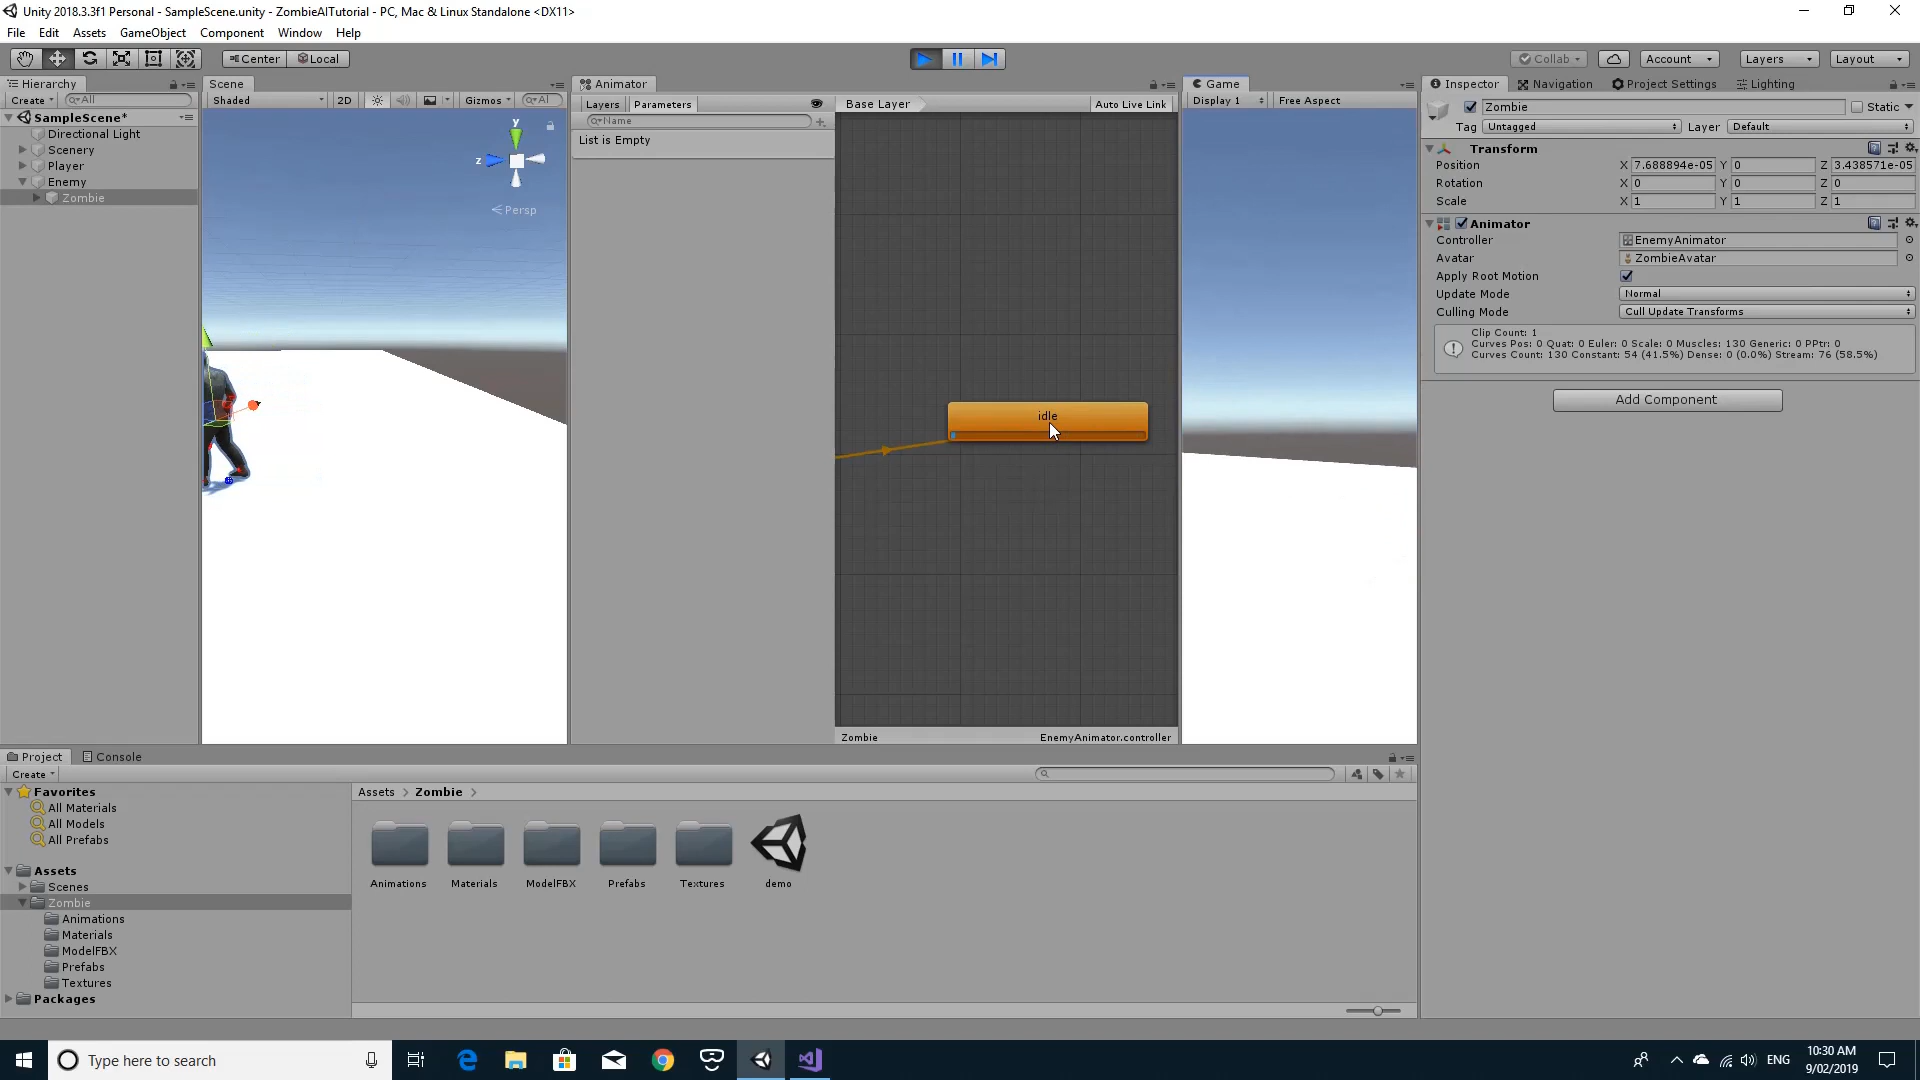 Unity 2018.3.3f1 Personal - SampleScene.unity - ZombieAITutorial - PC, Mac & Linux Standalone <DX11>
File Edit Assets GameObject Component Window Help
Center Local Collab Account Layers Layout
Hierarchy Scene Animator Game Inspector Navigation Project Settings Lighting
Create All Shaded 2D Gizmos Al Layers Parameters Base Layer Auto Live Link Display 1 Free Aspect
Zombie Static
Name
Tag Untagged Layer Default
SampleScene*
Directional Light
Scenery
Player
Enemy
Zombie
y
z
Persp
List is Empty
idle
Zombie EnemyAnimator.controller
Transform
Position X 7.688894e-05 Y 0 Z 3.438571e-05
Rotation X 0 Y 0 Z 0
Scale X 1 Y 1 Z 1
Animator
Controller EnemyAnimator
Avatar ZombieAvatar
Apply Root Motion
Update Mode Normal
Culling Mode Cull Update Transforms
Clip Count: 1
Curves Pos: 0 Quat: 0 Euler: 0 Scale: 0 Muscles: 130 Generic: 0 PPtr: 0
Curves Count: 130 Constant: 54 (41.5%) Dense: 0 (0.0%) Stream: 76 (58.5%)
Add Component
Project Console
Create
Favorites
All Materials
All Models
All Prefabs
Assets
Scenes
Zombie
Animations
Materials
ModelFBX
Prefabs
Textures
Packages
Assets > Zombie >
Animations Materials ModelFBX Prefabs Textures demo
Type here to search
ENG
10:30 AM
9/02/2019